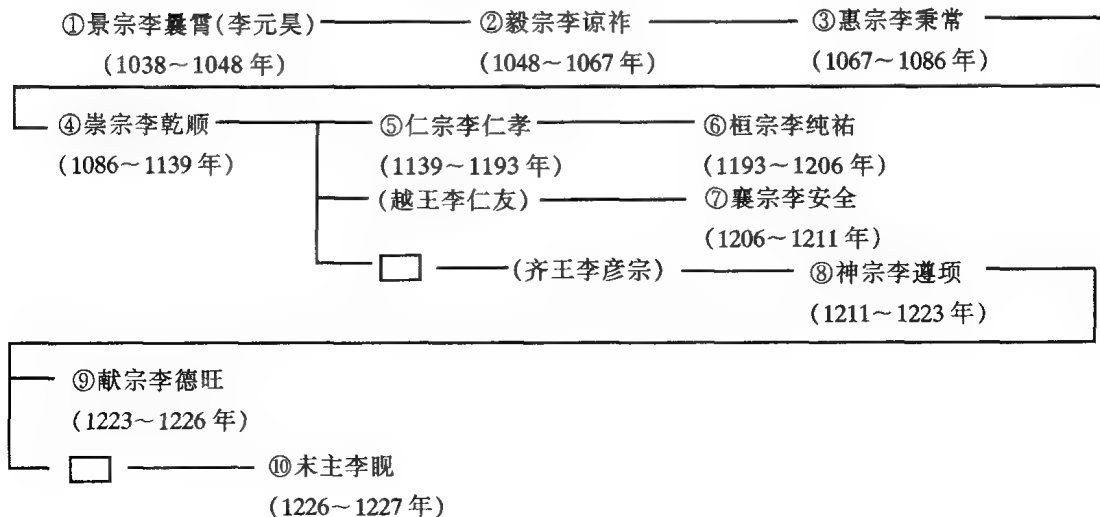 ①景宗李曩霄(李元昊) ②毅宗李谅祚 ③惠宗李秉常
(1038～1048年) (1048～1067年) (1067～1086年)
④崇宗李乾顺 ⑤仁宗李仁孝 ⑥桓宗李纯祐
(1086～1139年) (1139～1193年) (1193～1206年)
(越王李仁友) ⑦襄宗李安全
(1206～1211年)
(齐王李彦宗) ⑧神宗李遵顼
(1211～1223年)
⑨献宗李德旺
(1223～1226年)
⑩末主李睍
(1226～1227年)